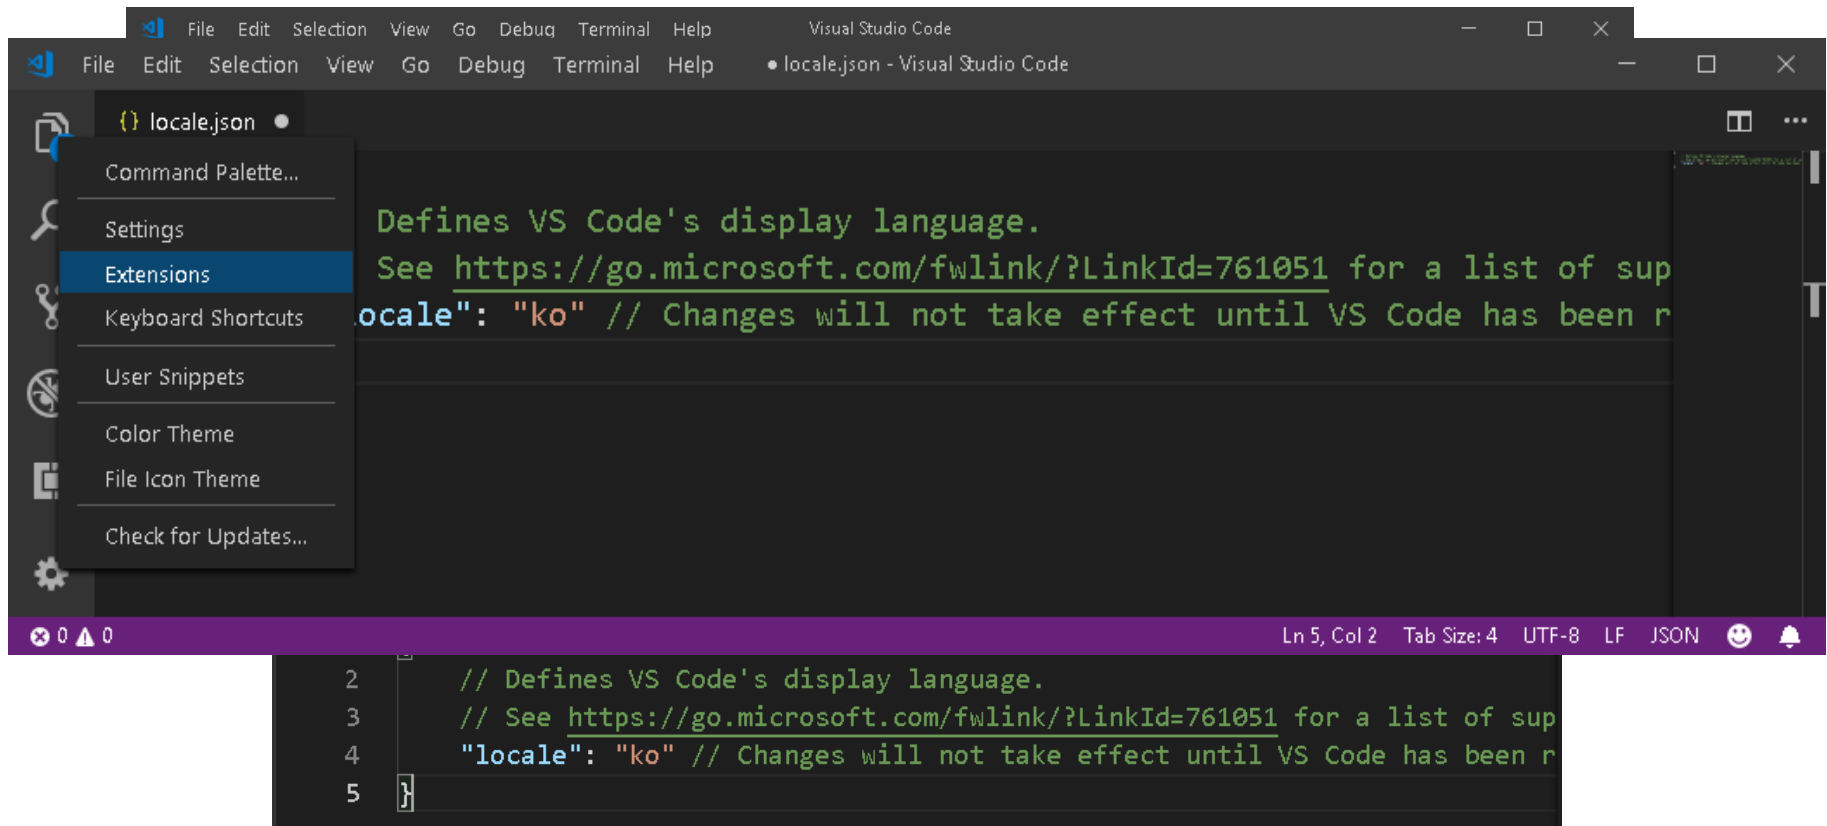 File Edit Selection View Go Debug Terminal Help Visual Studio Code
File Edit Selection View Go Debug Terminal Help ● locale.json - Visual Studio Code
{} locale.json ●
Command Palette...
Settings
Extensions
Keyboard Shortcuts
User Snippets
Color Theme
File Icon Theme
Check for Updates...
Defines VS Code's display language.
See https://go.microsoft.com/fwlink/?LinkId=761051 for a list of sup
ocale": "ko" // Changes will not take effect until VS Code has been r
0 0 Ln 5, Col 2 Tab Size: 4 UTF-8 LF JSON
2 // Defines VS Code's display language.
3 // See https://go.microsoft.com/fwlink/?LinkId=761051 for a list of sup
4 "locale": "ko" // Changes will not take effect until VS Code has been r
5 }